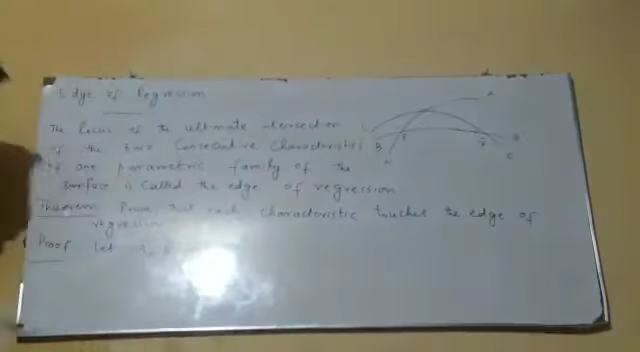 Edge of Regression
The locus of the ultimate intersection
of the two Consecutive Characteristics
of one parametric family of the
Surface is Called the edge of regression
Theorem: Prove that each characteristic touches the edge of
regression
Proof Let
A
B
A
B
C